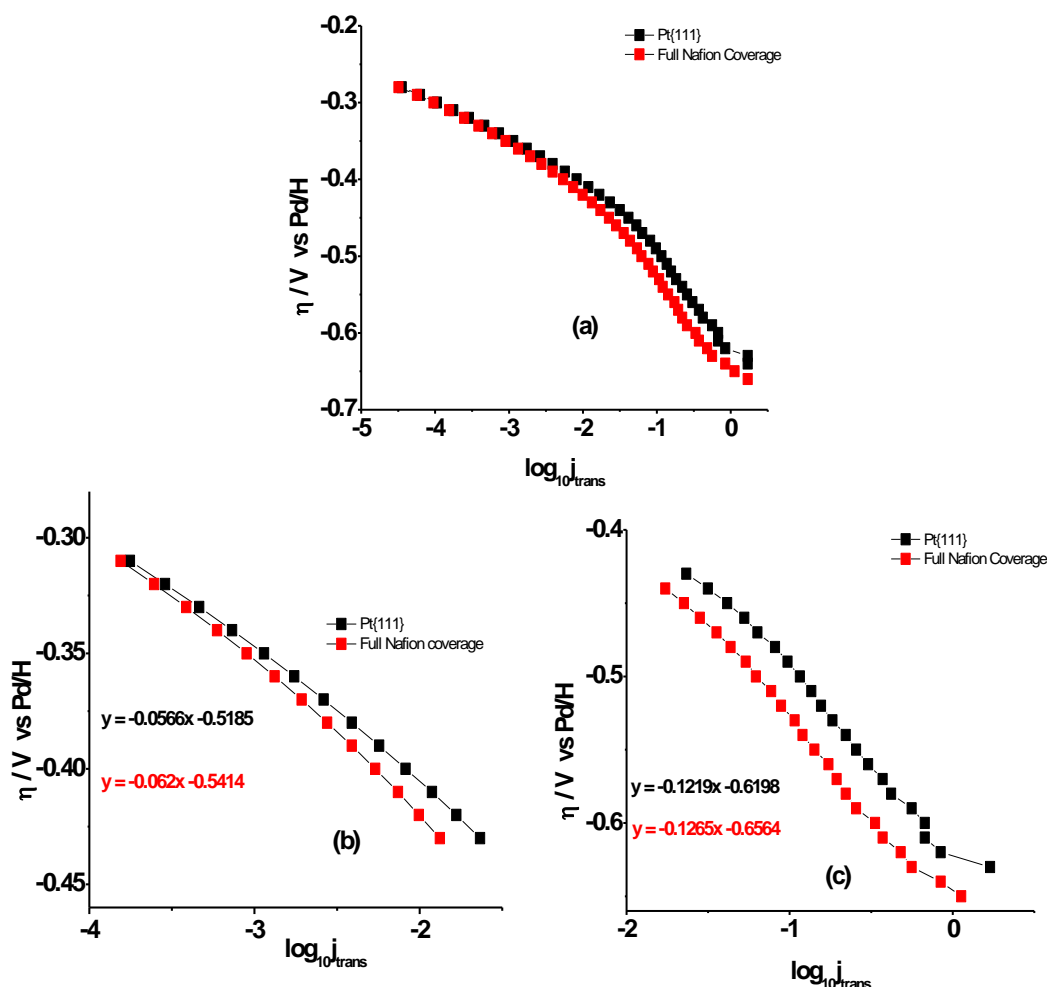 -0.2
-0.3
-0.4
-0.5
-0.6
-0.7
η / V vs Pd/H
Pt{111}
Full Nafion Coverage
(a)
-5 -4 -3 -2 -1 0
log₁₀j_trans
-0.30
-0.35
-0.40
-0.45
η / V vs Pd/H
Pt{111}
Full Nafion coverage
y = -0.0566x -0.5185
y = -0.062x -0.5414
(b)
-4 -3 -2
log₁₀j_trans
-0.4
-0.5
-0.6
η / V vs Pd/H
Pt{111}
Full Nafion Coverage
y = -0.1219x -0.6198
y = -0.1265x -0.6564
(c)
-2 -1 0
log₁₀j_trans